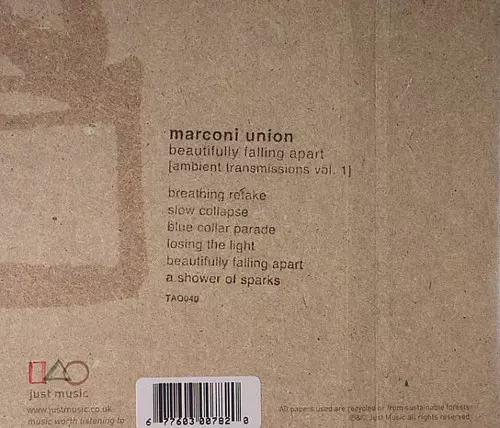 marconi union
beautifully falling apart
[ambient transmissions vol. 1]
breathing retake
slow collapse
blue collar parade
losing the light
beautifully falling apart
a shower of sparks
TAO040
just music
www.justmusic.co.uk
music worth listening to
6 77603 00782 0
All papers used are recycled or from sustainable forests
℗&©. Just Music all rights reserved